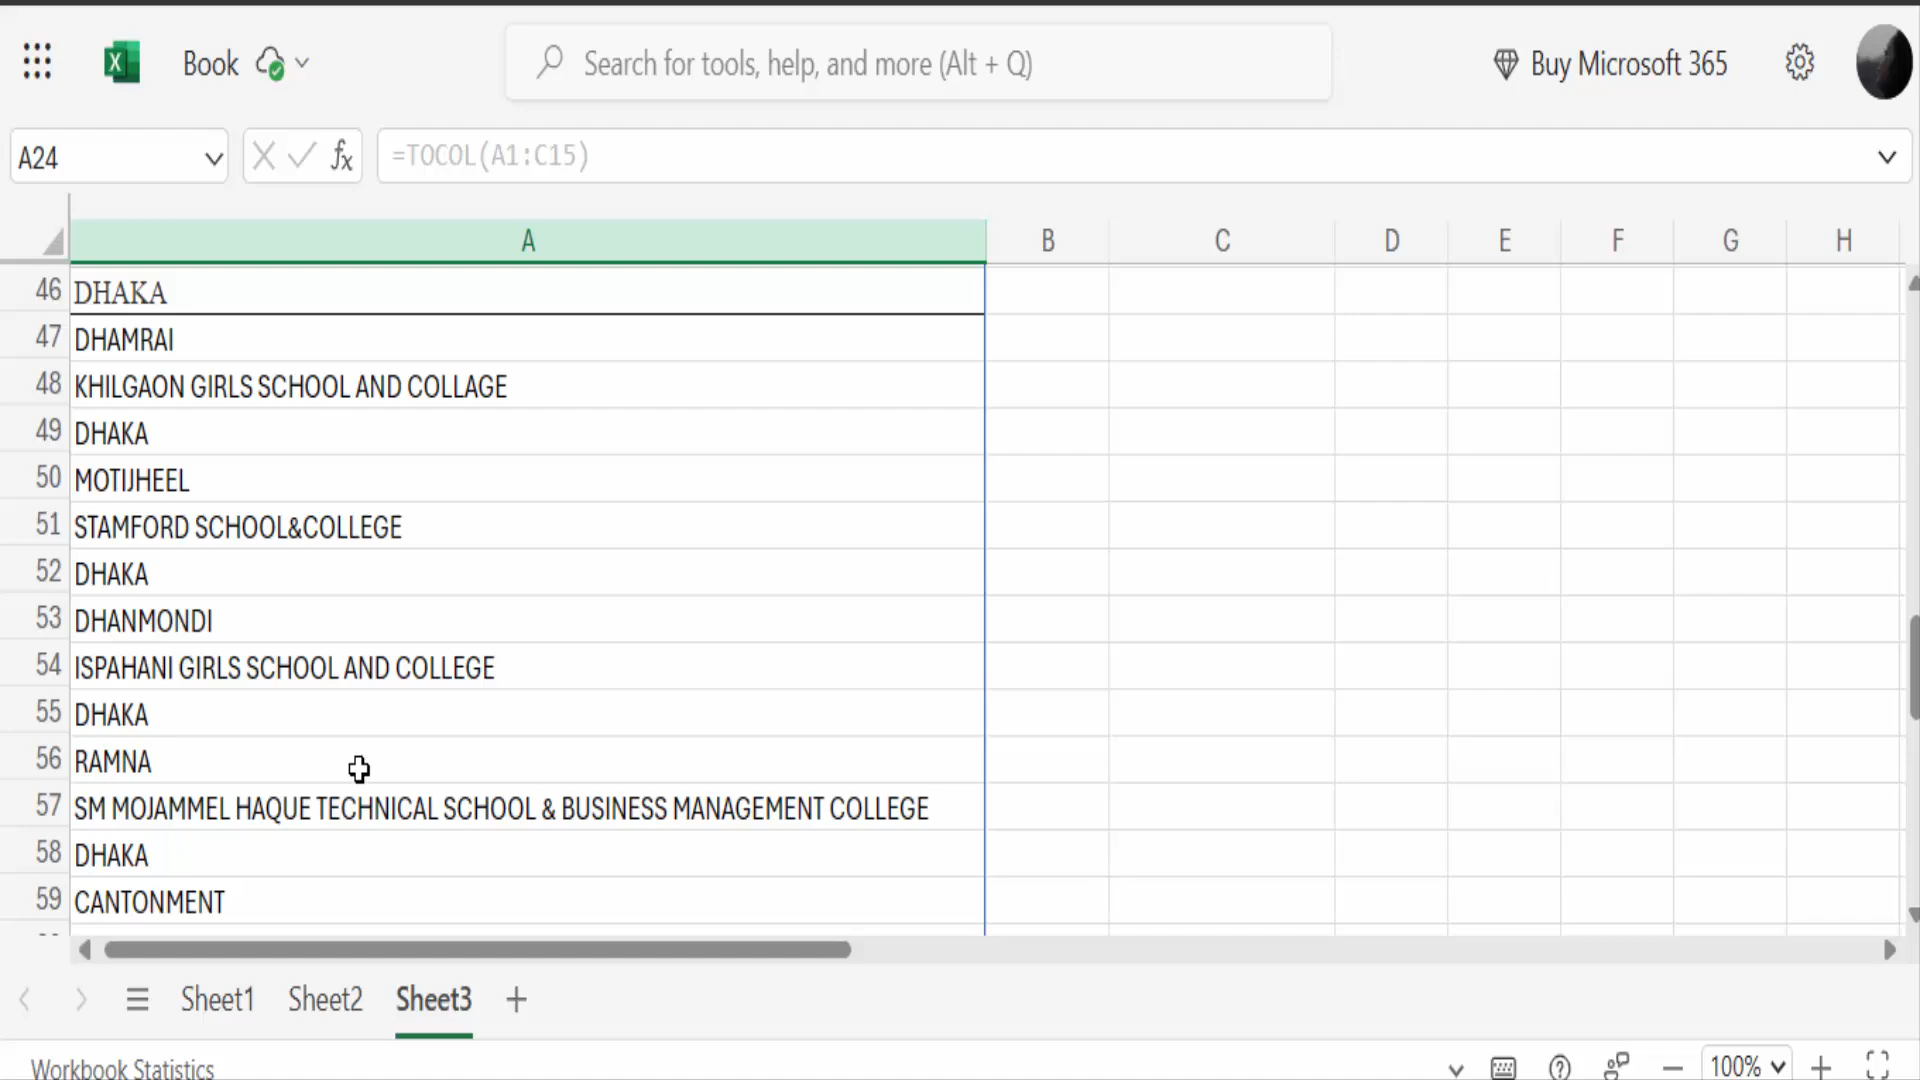 Book
Search for tools, help, and more (Alt + Q)
Buy Microsoft 365
A24
fx
=TOCOL(A1:C15)
A B C D E F G H
46 DHAKA
47 DHAMRAI
48 KHILGAON GIRLS SCHOOL AND COLLAGE
49 DHAKA
50 MOTIJHEEL
51 STAMFORD SCHOOL&COLLEGE
52 DHAKA
53 DHANMONDI
54 ISPAHANI GIRLS SCHOOL AND COLLEGE
55 DHAKA
56 RAMNA
57 SM MOJAMMEL HAQUE TECHNICAL SCHOOL & BUSINESS MANAGEMENT COLLEGE
58 DHAKA
59 CANTONMENT
Sheet1 Sheet2 Sheet3
Workbook Statistics
100%